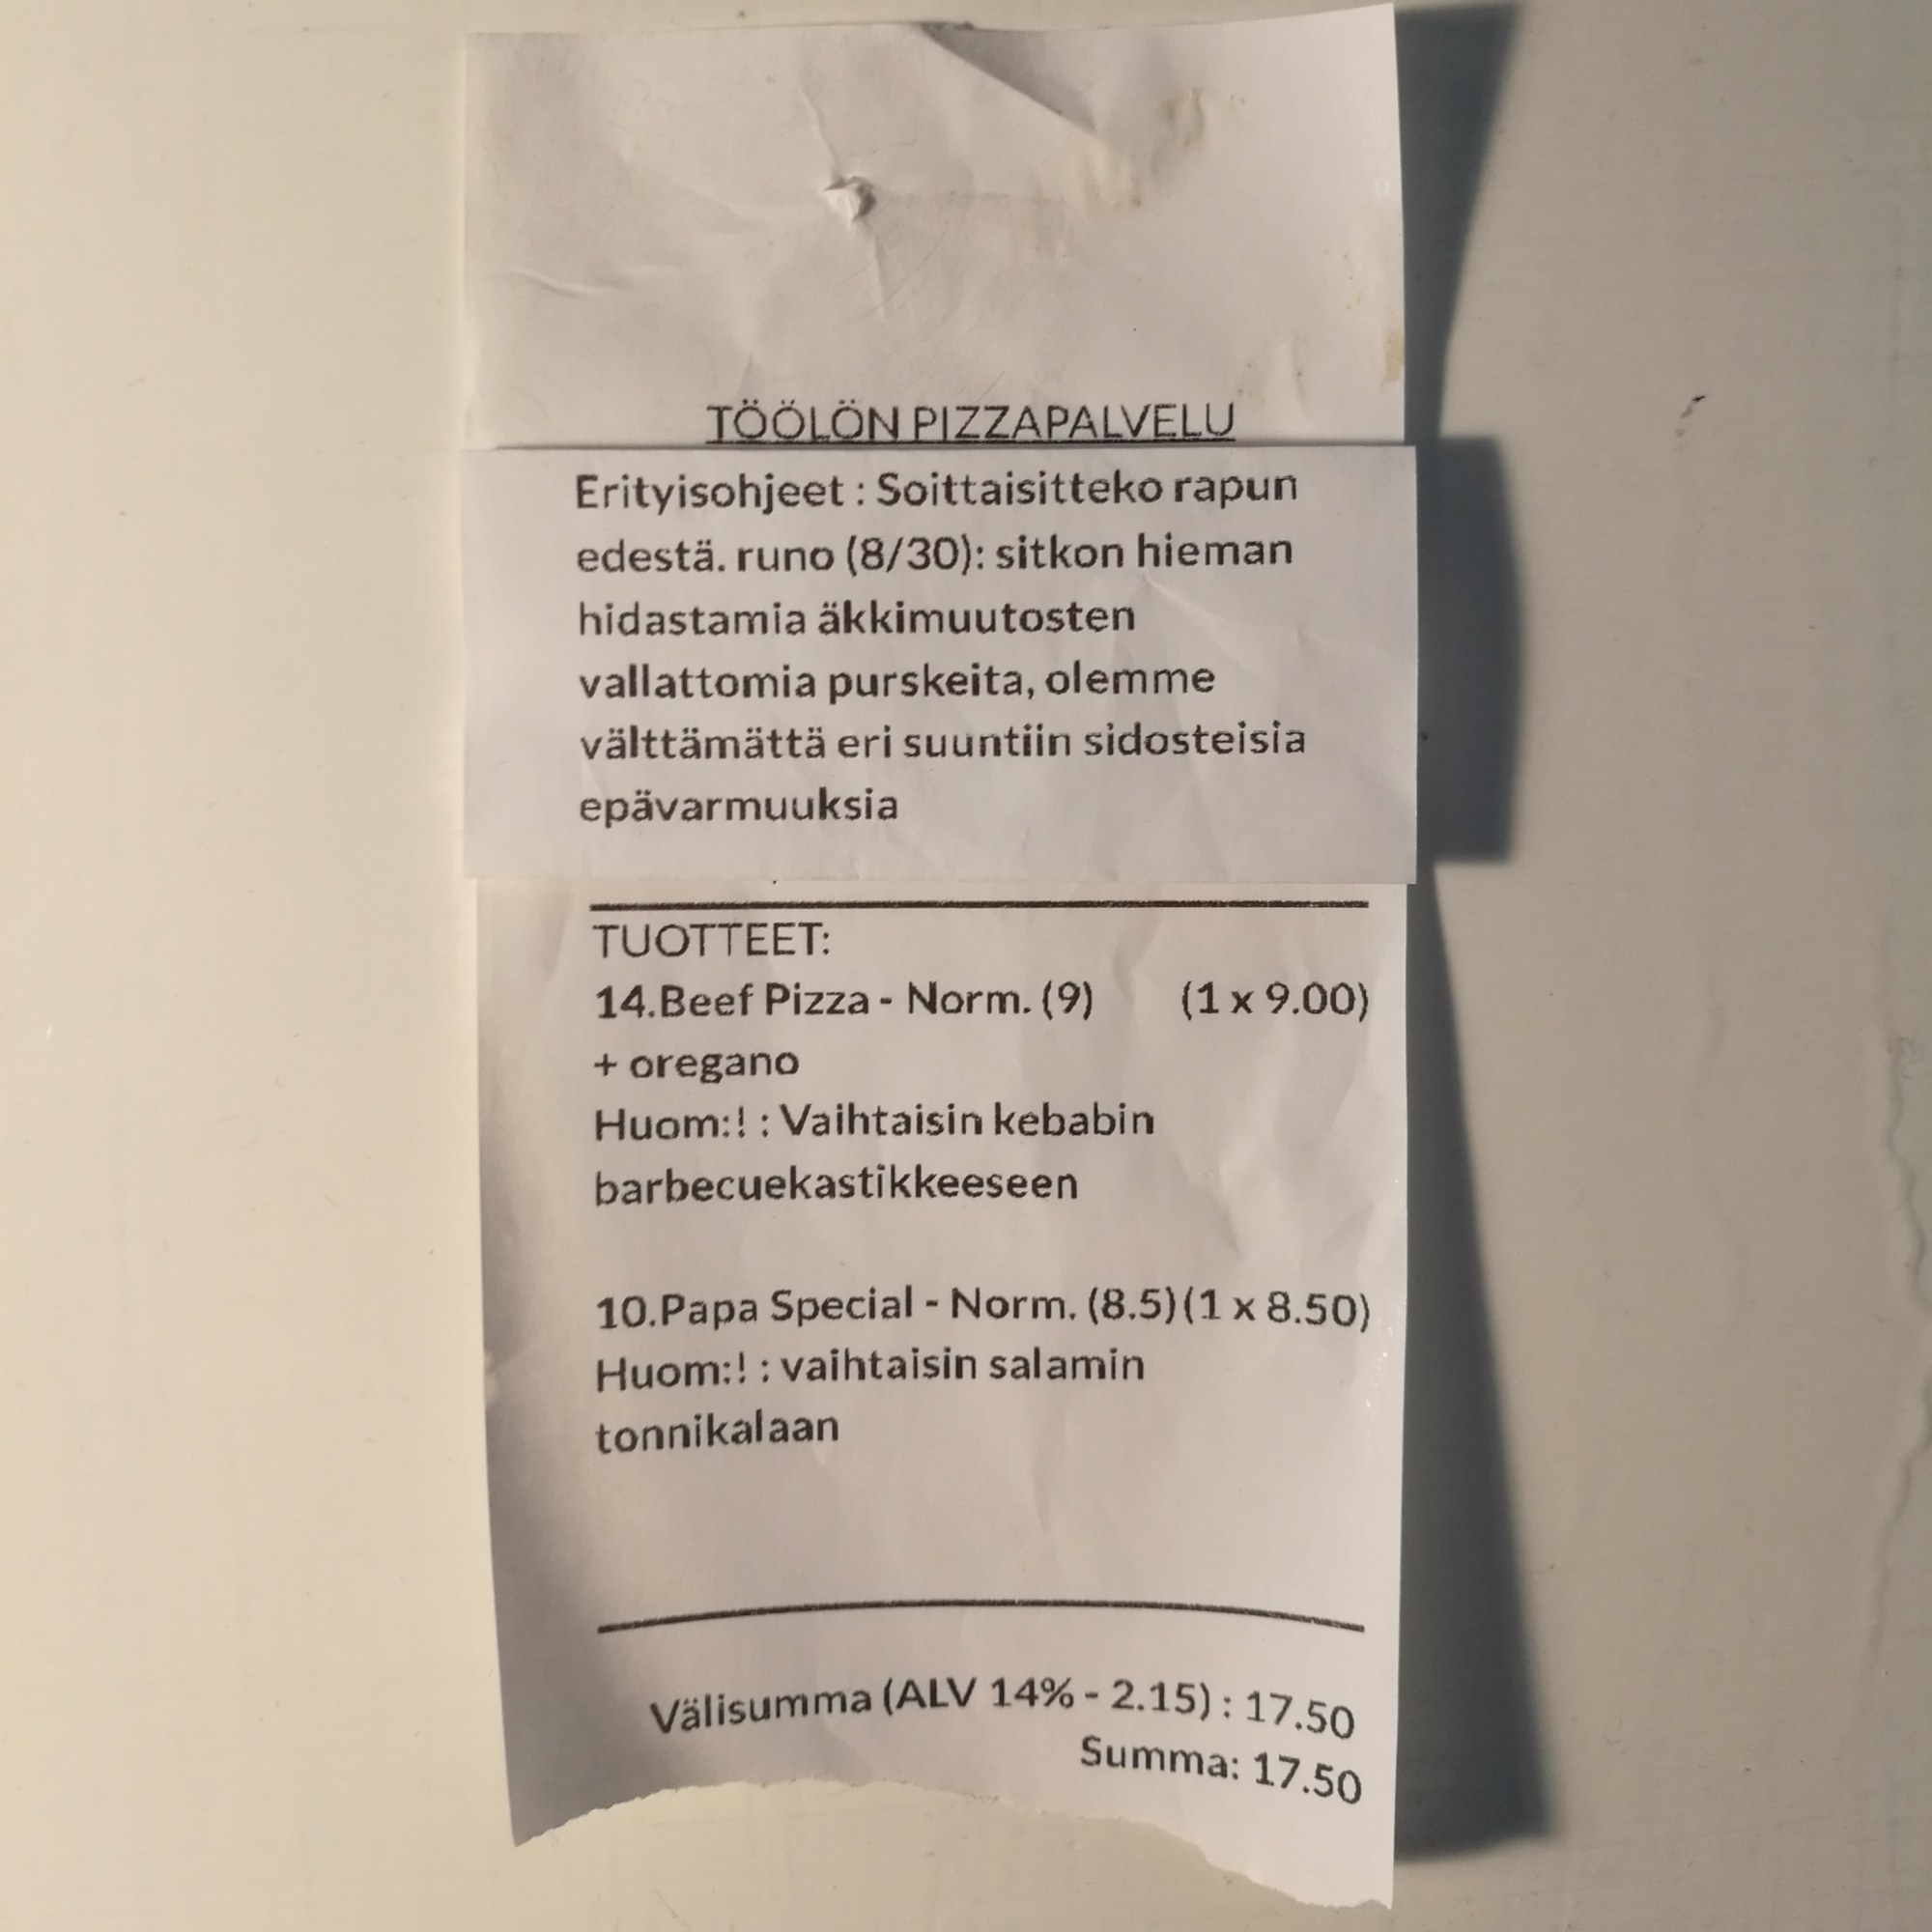 TÖÖLÖN PIZZAPALVELU
Erityisohjeet : Soittaisitteko rapun
edestä. runo (8/30): sitkon hieman
hidastamia äkkimuutosten
vallattomia purskeita, olemme
välttämättä eri suuntiin sidosteisia
epävarmuuksia
TUOTTEET:
14.Beef Pizza - Norm. (9) (1 x 9.00)
+ oregano
Huom:! : Vaihtaisin kebabin
barbecuekastikkeeseen
10.Papa Special - Norm. (8.5) (1 x 8.50)
Huom:! : vaihtaisin salamin
tonnikalaan
Välisumma (ALV 14% - 2.15) : 17.50
Summa: 17.50